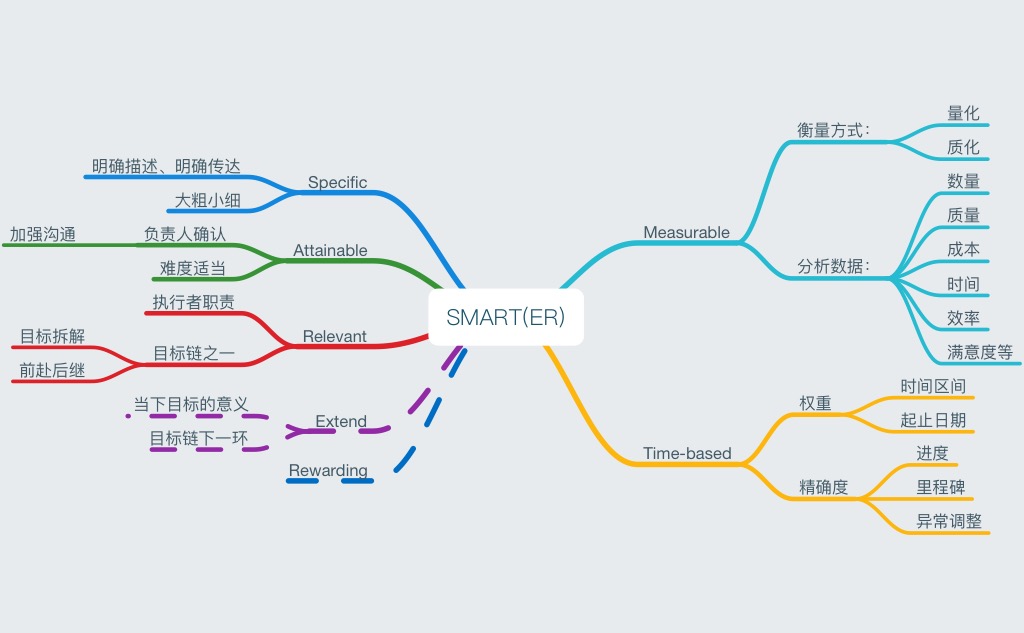 SMART(ER)
Specific
明确描述、明确传达
大粗小细
Attainable
负责人确认
加强沟通
难度适当
Relevant
执行者职责
目标链之一
目标拆解
前赴后继
Extend
当下目标的意义
目标链下一环
Rewarding
Measurable
衡量方式：
量化
质化
分析数据：
数量
质量
成本
时间
效率
满意度等
Time-based
权重
时间区间
起止日期
精确度
进度
里程碑
异常调整